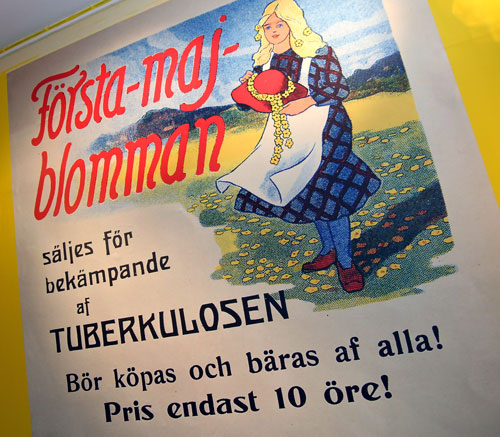 Första-maj-
blomman
säljes för
bekämpande
af
TUBERKULOSEN
Bör köpas och bäras af alla!
Pris endast 10 öre!